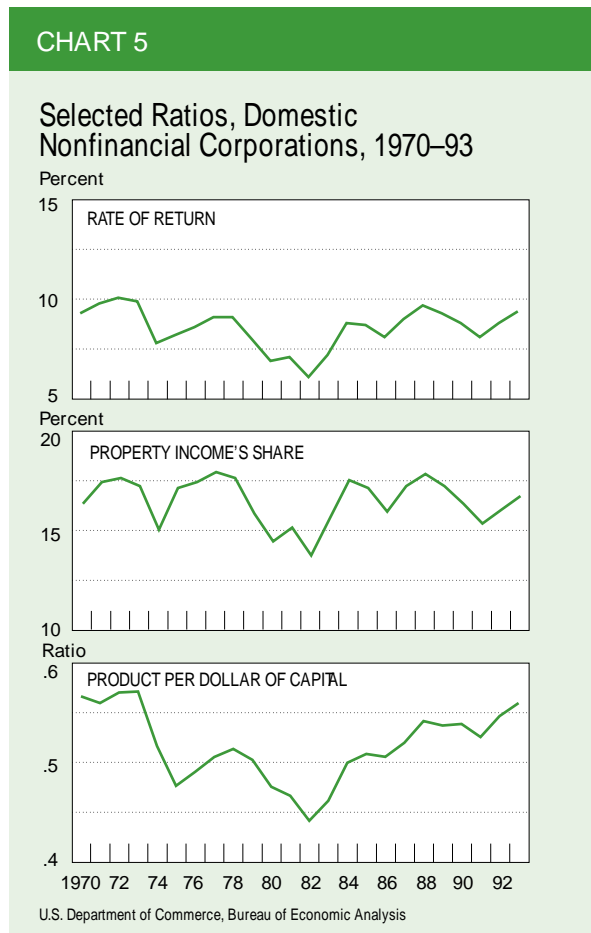 CHART 5
Selected Ratios, Domestic
Nonfinancial Corporations, 1970–93
Percent
15
RATE OF RETURN
10
5
Percent
20
PROPERTY INCOME'S SHARE
15
10
Ratio
.6
PRODUCT PER DOLLAR OF CAPITAL
.5
.4
1970 72 74 76 78 80 82 84 86 88 90 92
U.S. Department of Commerce, Bureau of Economic Analysis